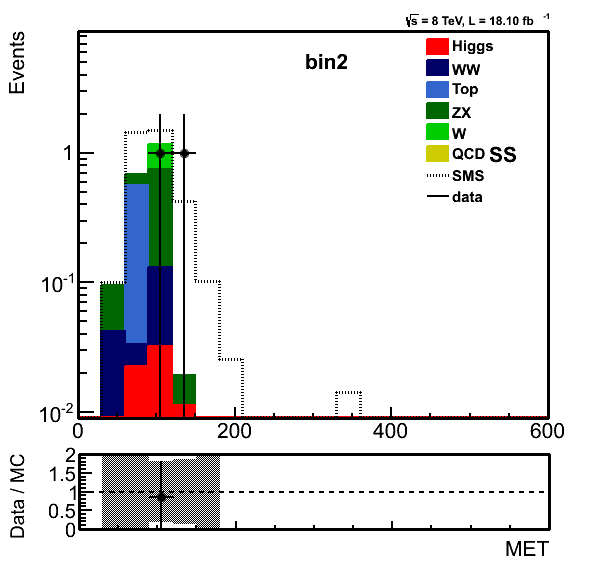 √s = 8 TeV, L = 18.10 fb⁻¹
Events
bin2
Higgs
WW
Top
ZX
W
QCD SS
SMS
data
1
10⁻¹
10⁻²
0 200 400 600
Data / MC
2
1.5
1
0.5
0
MET